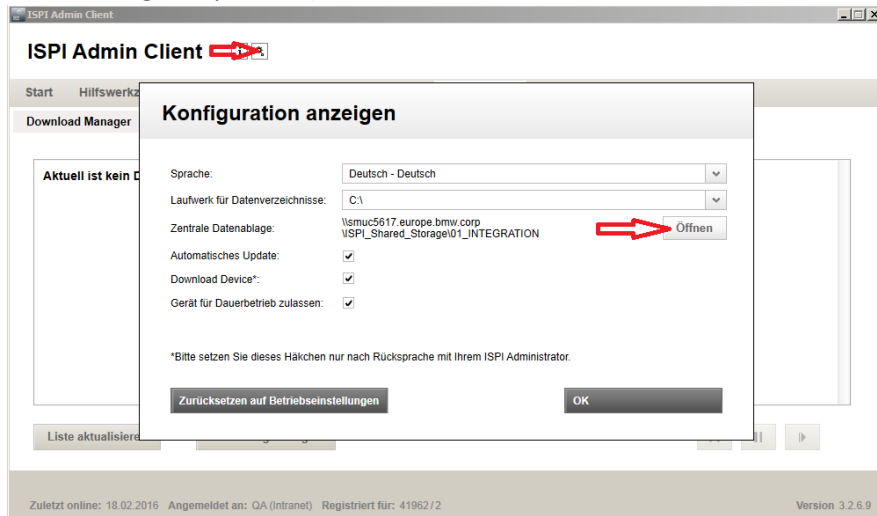 ISPI Admin Client
ISPI Admin Client
Start Hilfswerkz
Download Manager
Konfiguration anzeigen
Aktuell ist kein D
Sprache: Deutsch - Deutsch
Laufwerk für Datenverzeichnisse: C:\
Zentrale Datenablage: \\smuc5617.europe.bmw.corp
\ISPI_Shared_Storage\01_INTEGRATION Öffnen
Automatisches Update:
Download Device*:
Gerät für Dauerbetrieb zulassen:
*Bitte setzen Sie dieses Häkchen nur nach Rücksprache mit Ihrem ISPI Administrator.
Zurücksetzen auf Betriebseinstellungen OK
Liste aktualisiere
Zuletzt online: 18.02.2016 Angemeldet an: QA (Intranet) Registriert für: 41962/2 Version 3.2.6.9